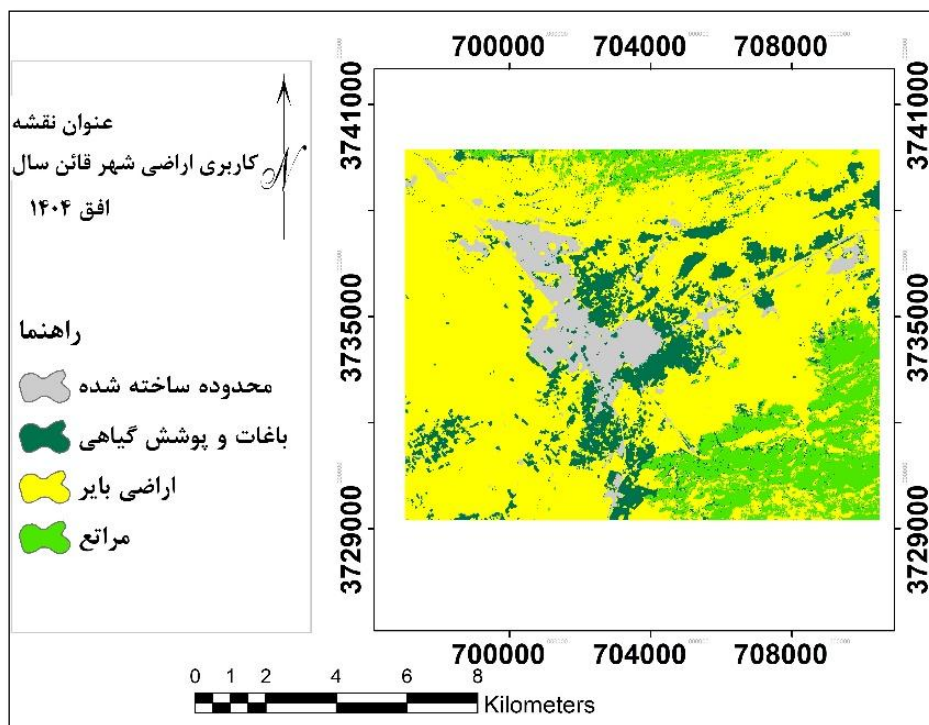 عنوان نقشه
کاربری اراضی شهر قائن سال
افق ۱۴۰۴
N
راهنما
محدوده ساخته شده
باغات و پوشش گیاهی
اراضی بایر
مراتع
700000 704000 708000
3741000 3741000
3735000 3735000
3729000 3729000
700000 704000 708000
0 1 2 4 6 8
Kilometers